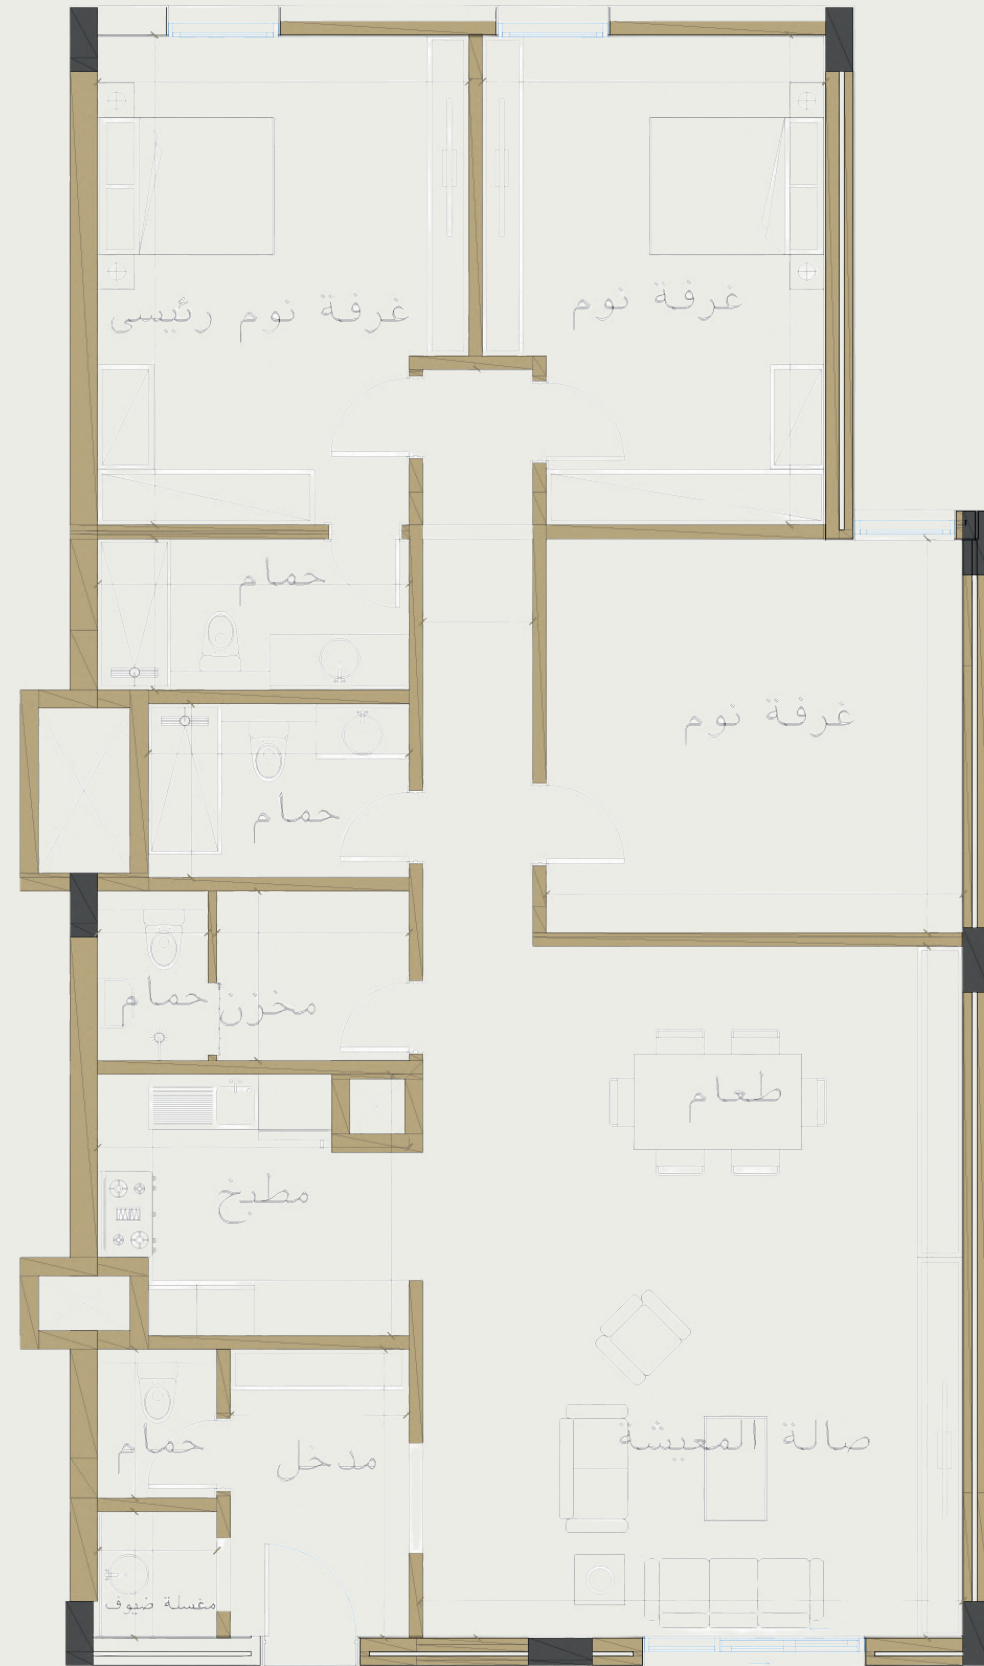 غرفة نوم
غرفة نوم رئيسى
حمام
غرفة نوم
حمام
مخزن
حمام
طعام
مطبخ
صالة المعيشة
مدخل
حمام
مغسلة ضيوف